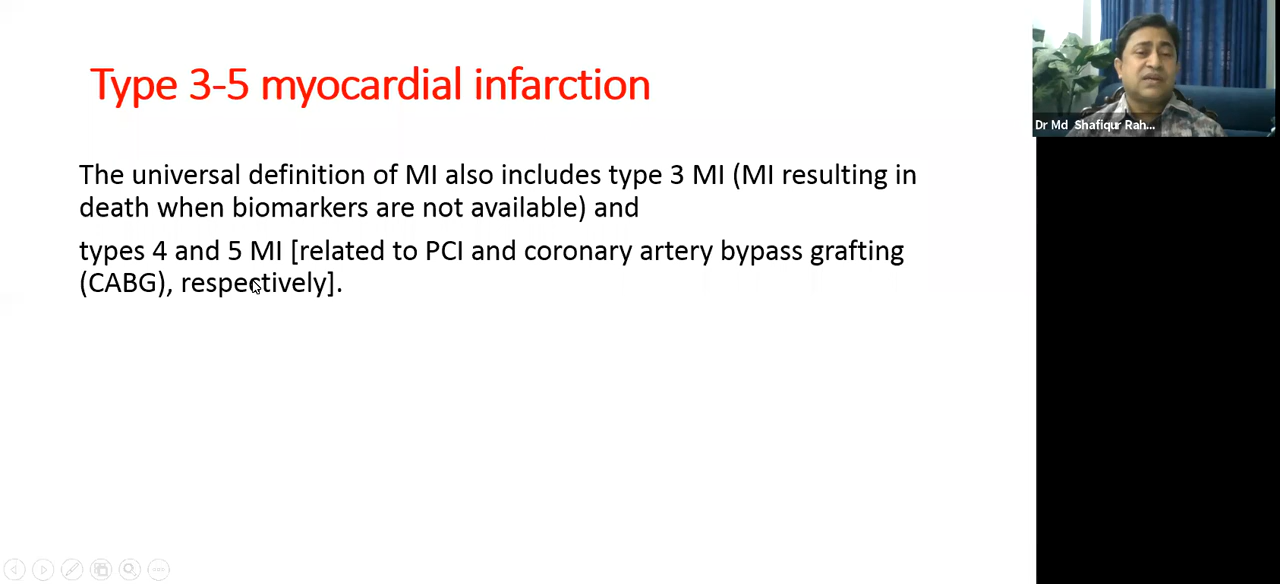 Type 3-5 myocardial infarction
Dr Md Shafiqur Rah...
The universal definition of MI also includes type 3 MI (MI resulting in
death when biomarkers are not available) and
types 4 and 5 MI [related to PCI and coronary artery bypass grafting
(CABG), respectively].